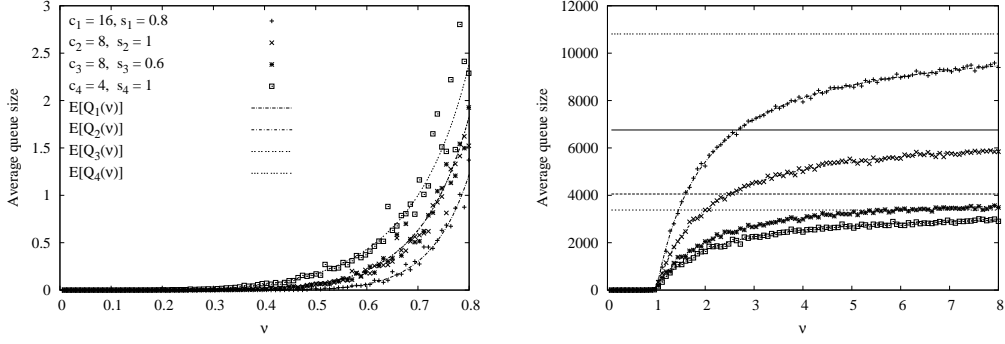 3
2.5
2
1.5
1
0.5
0
Average queue size
c1 = 16, s1 = 0.8
c2 = 8, s2 = 1
c3 = 8, s3 = 0.6
c4 = 4, s4 = 1
E[Q1(ν)]
E[Q2(ν)]
E[Q3(ν)]
E[Q4(ν)]
0 0.1 0.2 0.3 0.4 0.5 0.6 0.7 0.8
ν
12000
10000
8000
6000
4000
2000
0
Average queue size
0 1 2 3 4 5 6 7 8
ν